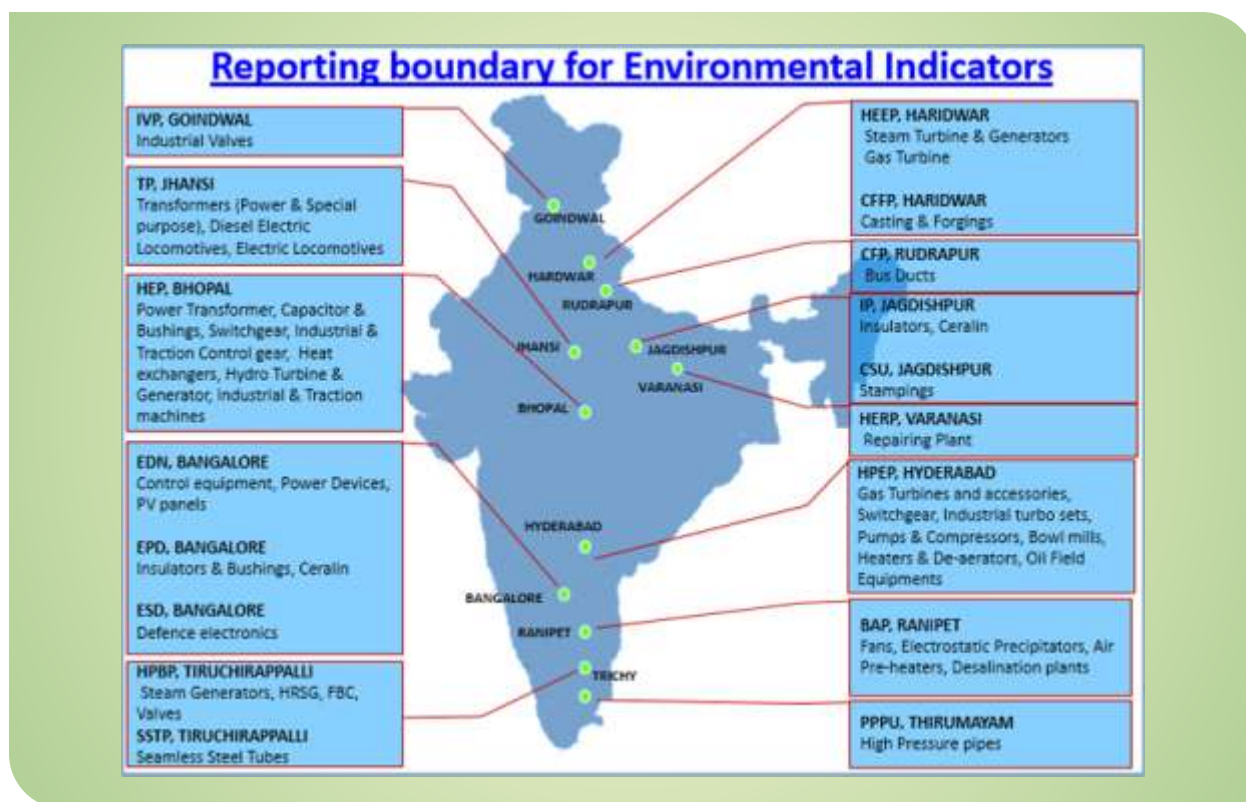 Reporting boundary for Environmental Indicators
IVP, GOINDWAL
Industrial Valves
TP, JHANSI
Transformers (Power & Special
purpose), Diesel Electric
Locomotives, Electric Locomotives
HEP, BHOPAL
Power Transformer, Capacitor &
Bushings, Switchgear, Industrial &
Traction Control gear, Heat
exchangers, Hydro Turbine &
Generator, Industrial & Traction
machines
EDN, BANGALORE
Control equipment, Power Devices,
PV panels
EPD, BANGALORE
Insulators & Bushings, Ceralin
ESD, BANGALORE
Defence electronics
HPBP, TIRUCHIRAPPALLI
Steam Generators, HRSG, FBC,
Valves
SSTP, TIRUCHIRAPPALLI
Seamless Steel Tubes
GOINDWAL
HARDWAR
RUDRAPUR
JHANSI
JAGDISHPUR
VARANASI
BHOPAL
HYDERABAD
BANGALORE
RANIPET
TRICHY
HEEP, HARIDWAR
Steam Turbine & Generators
Gas Turbine
CFFP, HARIDWAR
Casting & Forgings
CFP, RUDRAPUR
Bus Ducts
IP, JAGDISHPUR
Insulators, Ceralin
CSU, JAGDISHPUR
Stampings
HERP, VARANASI
Repairing Plant
HPEP, HYDERABAD
Gas Turbines and accessories,
Switchgear, Industrial turbo sets,
Pumps & Compressors, Bowl mills,
Heaters & De-aerators, Oil Field
Equipments
BAP, RANIPET
Fans, Electrostatic Precipitators, Air
Pre-heaters, Desalination plants
PPPU, THIRUMAYAM
High Pressure pipes